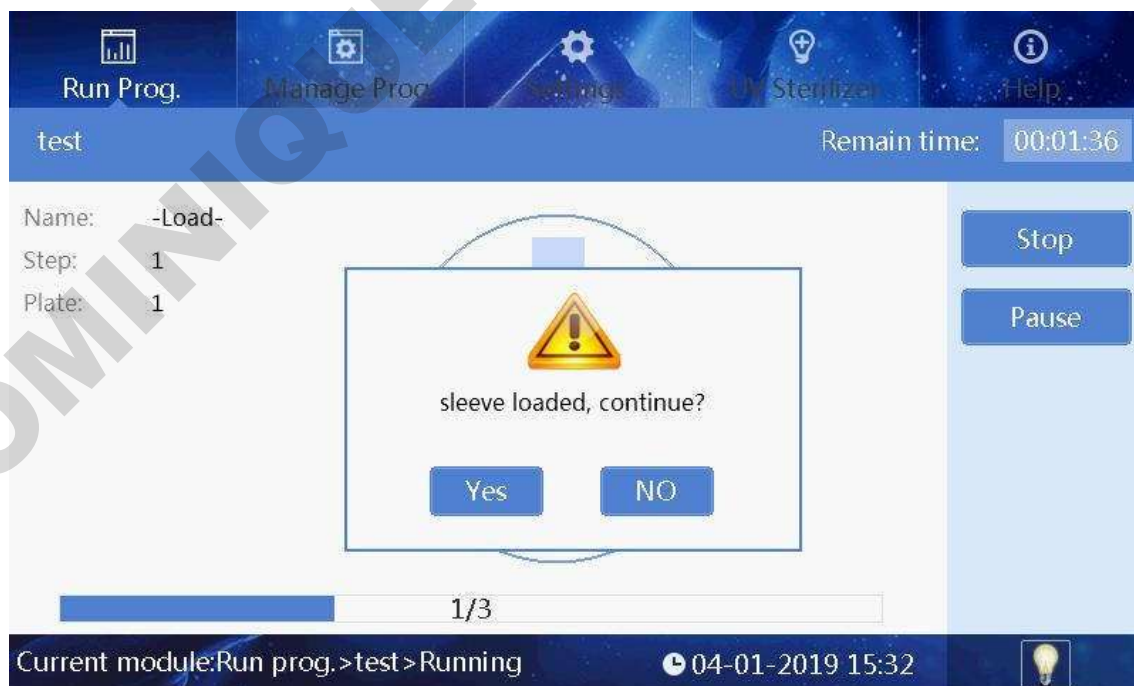 Run Prog.
Manage Prog.
Settings
UV Sterilizer
Help
test
Remain time: 00:01:36
Name: -Load-
Step: 1
Plate: 1
Stop
Pause
sleeve loaded, continue?
Yes
NO
1/3
Current module:Run prog.>test>Running
04-01-2019 15:32
OMINIQUE